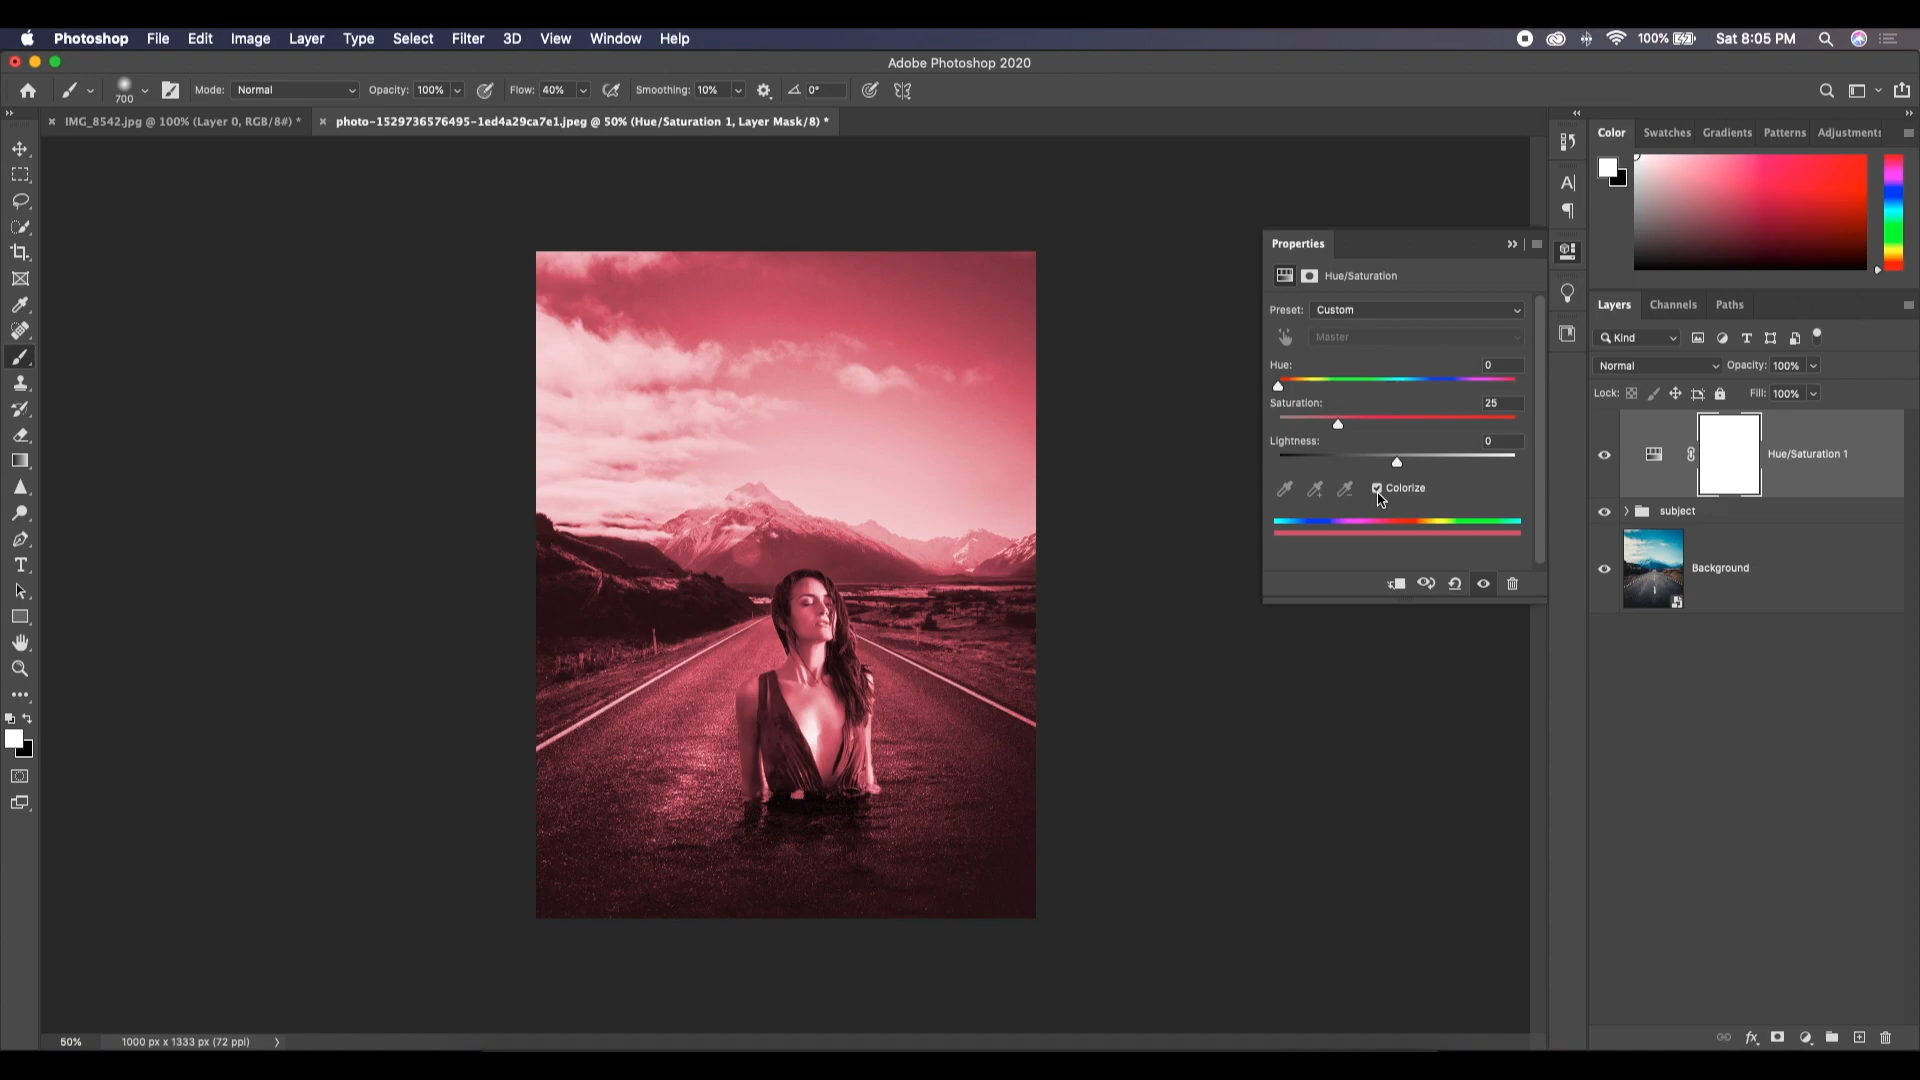 Photoshop File Edit Image Layer Type Select Filter 3D View Window Help 100% Sat 8:05 PM
Adobe Photoshop 2020
700 Mode: Normal Opacity: 100% Flow: 40% Smoothing: 10% 0°
IMG_8542.jpg @ 100% (Layer 0, RGB/8#) * photo-1529736576495-1ed4a29ca7e1.jpeg @ 50% (Hue/Saturation 1, Layer Mask/8) *
Color Swatches Gradients Patterns Adjustments
Properties
Hue/Saturation
Preset: Custom
Master
Hue: 0
Saturation: 25
Lightness: 0
Colorize
Layers Channels Paths
Kind
Normal Opacity: 100%
Lock: Fill: 100%
Hue/Saturation 1
subject
Background
50% 1000 px x 1333 px (72 ppi)